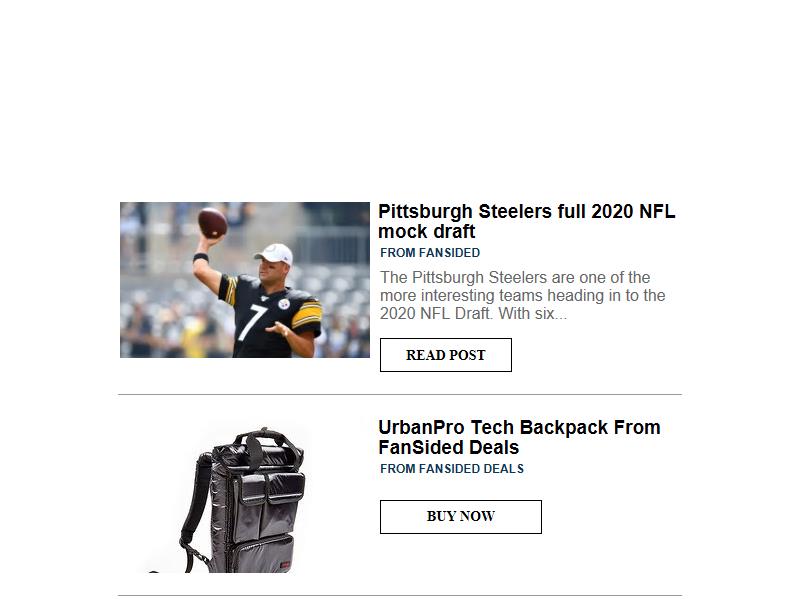 Pittsburgh Steelers full 2020 NFL
mock draft
FROM FANSIDED
The Pittsburgh Steelers are one of the
more interesting teams heading in to the
2020 NFL Draft. With six...
READ POST
7
UrbanPro Tech Backpack From
FanSided Deals
FROM FANSIDED DEALS
BUY NOW